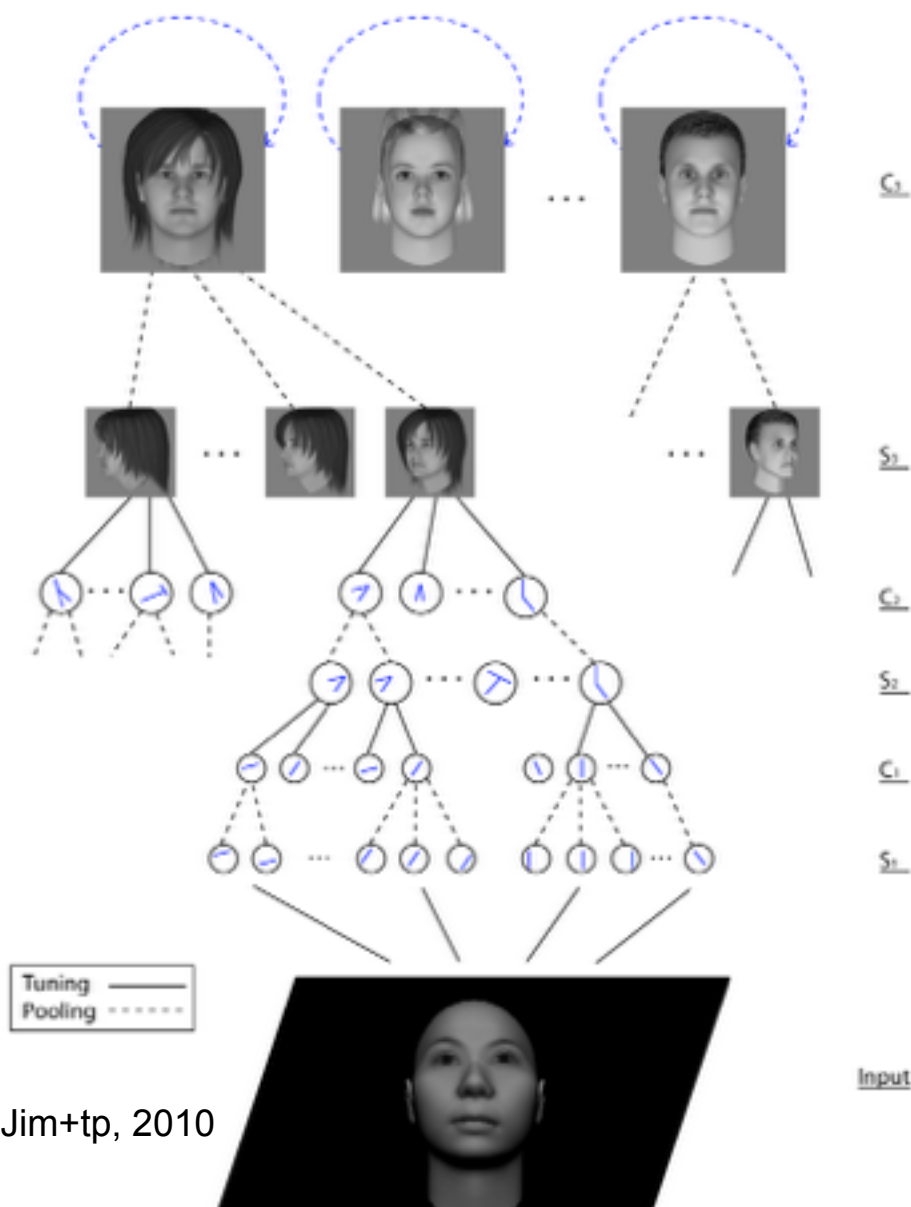 C₃
S₃
C₂
S₂
C₁
S₁
Tuning
Pooling
Input
Jim+tp, 2010